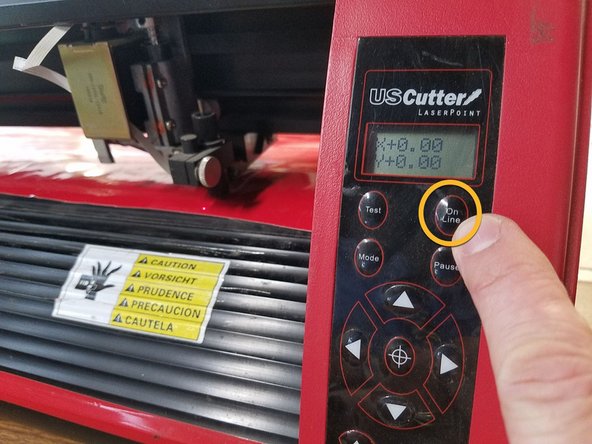 USCutter
LASERPOINT
X+0.00
Y+0.00
Test
On
Line
Mode
Pause
CAUTION
VORSICHT
PRUDENCE
PRECAUCION
CAUTELA